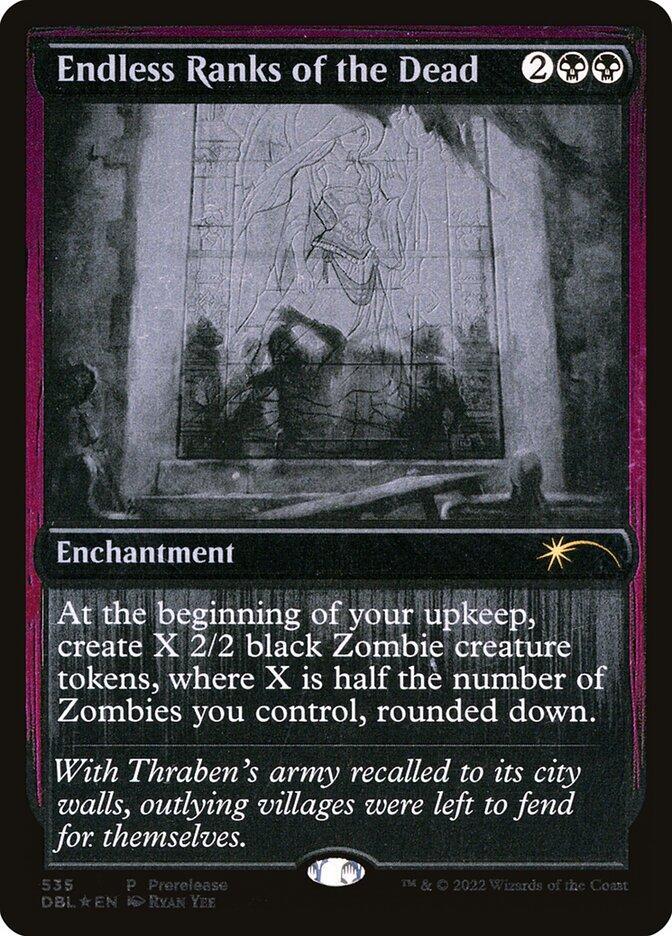 Endless Ranks of the Dead 2
Enchantment
At the beginning of your upkeep,
create X 2/2 black Zombie creature
tokens, where X is half the number of
Zombies you control, rounded down.
With Thraben's army recalled to its city
walls, outlying villages were left to fend
for themselves.
535 P Prerelease ™ & © 2022 Wizards of the Coast
DBL★EN Ryan Yee